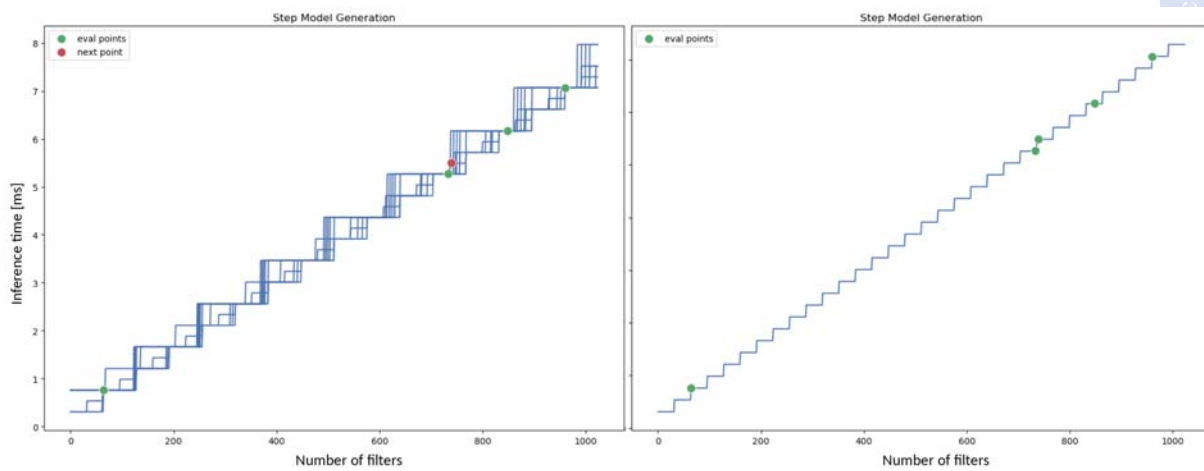 Step Model Generation
eval points
next point
8
7
6
5
4
3
2
1
0
Inference time [ms]
0 200 400 600 800 1000
Number of filters
Step Model Generation
eval points
0 200 400 600 800 1000
Number of filters